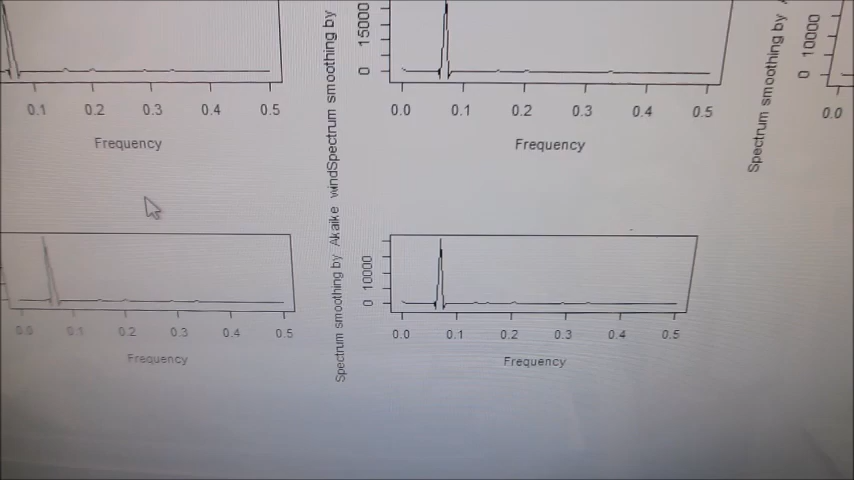 15000
0
0.1 0.2 0.3 0.4 0.5
Frequency
Spectrum smoothing by Akaike windSpectrum smoothing by
0.0 0.1 0.2 0.3 0.4 0.5
Frequency
Spectrum smoothing by
0 10000
0.0
0.0 0.1 0.2 0.3 0.4 0.5
Frequency
0 10000
0.0 0.1 0.2 0.3 0.4 0.5
Frequency